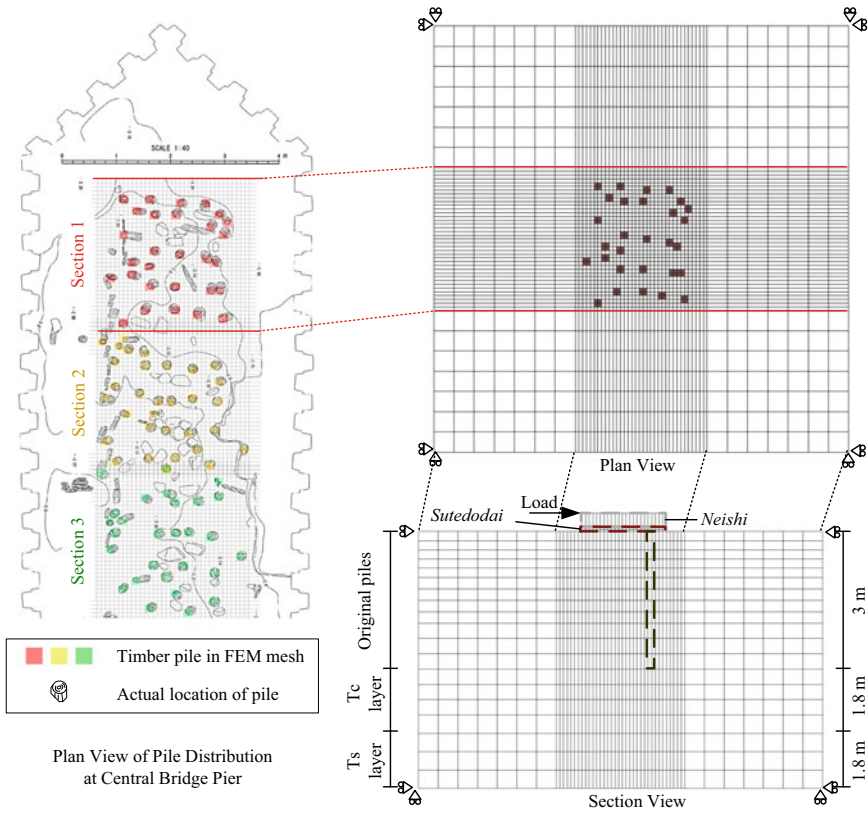 SCALE 1:40
Section 1
Section 2
Section 3
Timber pile in FEM mesh
Actual location of pile
Plan View of Pile Distribution
at Central Bridge Pier
Plan View
Load
Sutedodai
Neishi
Original piles
3 m
Tc
layer
1.8 m
Ts
layer
1.8 m
Section View